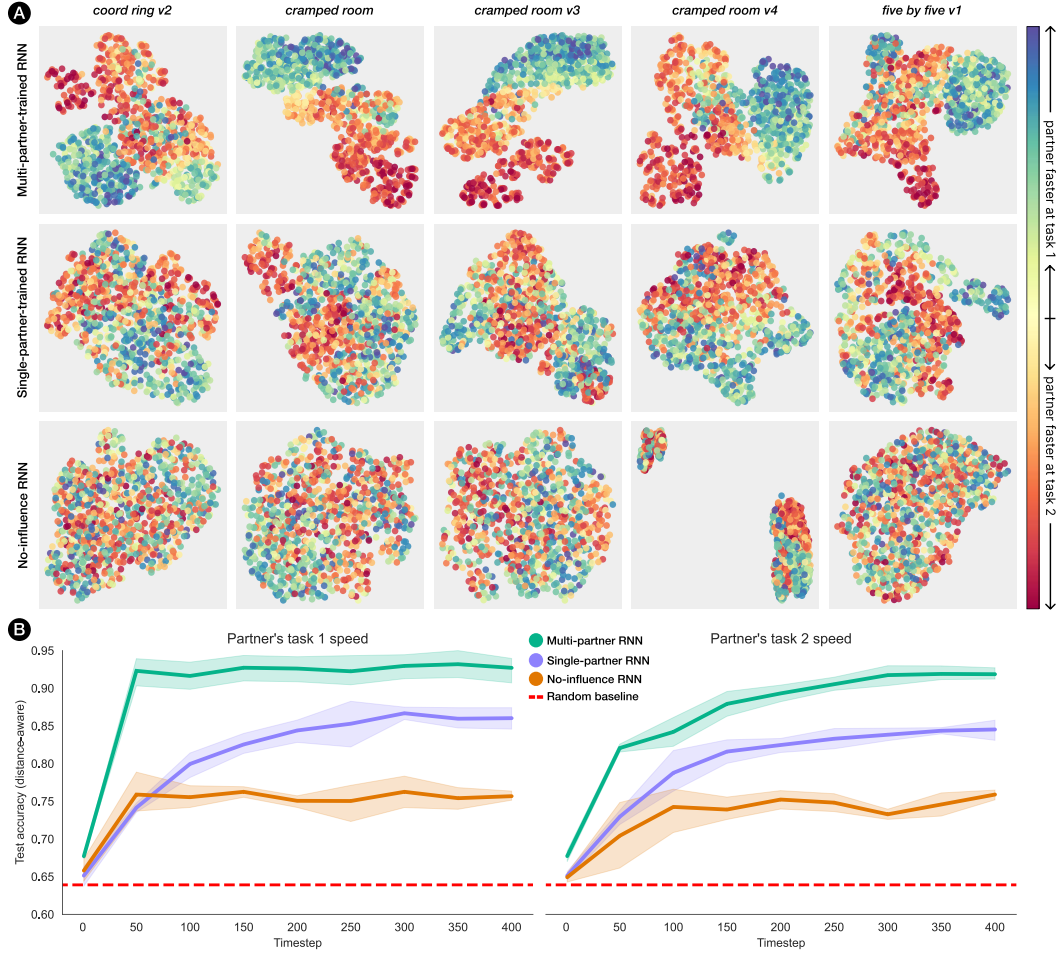 A
coord ring v2
cramped room
cramped room v3
cramped room v4
five by five v1
Multi-partner-trained RNN
Single-partner-trained RNN
No-influence RNN
partner faster at task 1
partner faster at task 2
B
Partner's task 1 speed
Multi-partner RNN
Single-partner RNN
No-influence RNN
Random baseline
Partner's task 2 speed
Test accuracy (distance-aware)
0.95
0.90
0.85
0.80
0.75
0.70
0.65
0.60
0 50 100 150 200 250 300 350 400
Timestep
0 50 100 150 200 250 300 350 400
Timestep